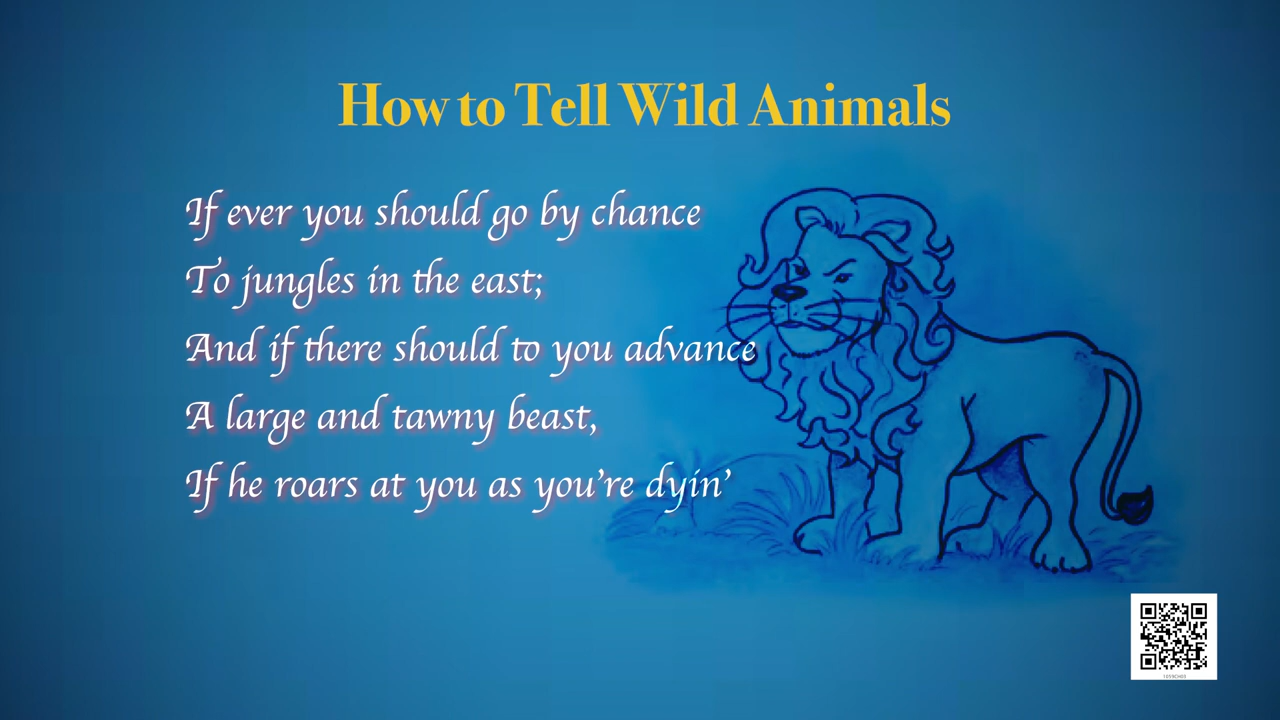 How to Tell Wild Animals
If ever you should go by chance
To jungles in the east;
And if there should to you advance
A large and tawny beast,
If he roars at you as you're dyin'